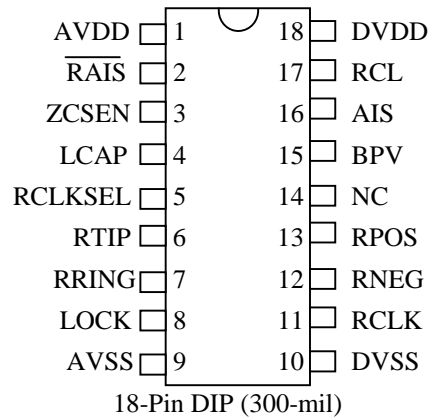 AVDD 1 18 DVDD
RAIS 2 17 RCL
ZCSEN 3 16 AIS
LCAP 4 15 BPV
RCLKSEL 5 14 NC
RTIP 6 13 RPOS
RRING 7 12 RNEG
LOCK 8 11 RCLK
AVSS 9 10 DVSS
18-Pin DIP (300-mil)